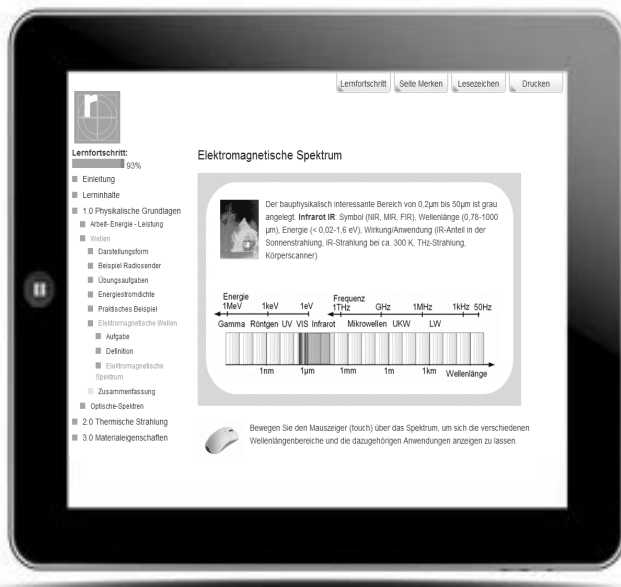 Lernfortschritt Seite Merken Lesezeichen Drucken
r
Lernfortschritt:
93%
Einleitung
Lerninhalte
1.0 Physikalische Grundlagen
Arbeit- Energie - Leistung
Wellen
Darstellungsform
Beispiel Radiosender
Übungsaufgaben
Energiestromdichte
Praktisches Beispiel
Elektromagnetische Wellen
Aufgabe
Definition
Elektromagnetische
Spektrum
Zusammenfassung
Optische-Spektren
2.0 Thermische Strahlung
3.0 Materialeigenschaften
Elektromagnetische Spektrum
Der bauphysikalisch interessante Bereich von 0,2µm bis 50µm ist grau
angelegt. Infrarot IR: Symbol (NIR, MIR, FIR), Wellenlänge (0,78-1000
µm), Energie (< 0,02-1,6 eV), Wirkung/Anwendung (IR-Anteil in der
Sonnenstrahlung, IR-Strahlung bei ca. 300 K, THz-Strahlung,
Körperscanner)
Energie Frequenz
1MeV 1keV 1eV 1THz GHz 1MHz 1kHz 50Hz
Gamma Röntgen UV VIS Infrarot Mikrowellen UKW LW
1nm 1µm 1mm 1m 1km Wellenlänge
Bewegen Sie den Mauszeiger (touch) über das Spektrum, um sich die verschiedenen
Wellenlängenbereiche und die dazugehörigen Anwendungen anzeigen zu lassen.